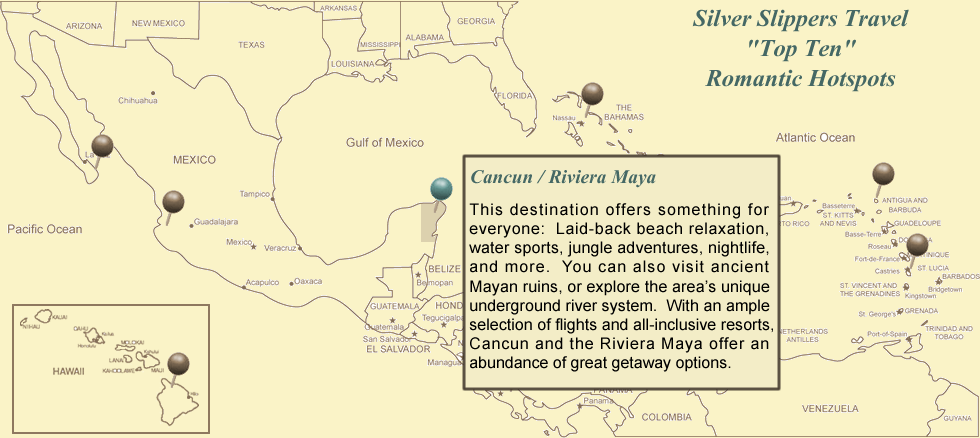 Silver Slippers Travel
"Top Ten"
Romantic Hotspots
ARIZONA
NEW MEXICO
TEXAS
ARKANSAS
MISSISSIPPI
ALABAMA
GEORGIA
LOUISIANA
FLORIDA
Chihuahua
MEXICO
Gulf of Mexico
Nassau
THE
BAHAMAS
Atlantic Ocean
Pacific Ocean
Tampico
Guadalajara
Mexico
Veracruz
Acapulco
Oaxaca
BELIZE
Belmopan
GUATEMALA
Guatemala
San Salvador
EL SALVADOR
Tegucigalpa
Managua
Cancun / Riviera Maya
This destination offers something for
everyone: Laid-back beach relaxation,
water sports, jungle adventures, nightlife,
and more. You can also visit ancient
Mayan ruins, or explore the area's unique
underground river system. With an ample
selection of flights and all-inclusive resorts,
Cancun and the Riviera Maya offer an
abundance of great getaway options.
Basseterre
ST. KITTS
AND NEVIS
ANTIGUA AND
BARBUDA
GUADELOUPE
Basse-Terre
Roseau
Fort-de-France
Castries
ST. LUCIA
BARBADOS
Bridgetown
ST. VINCENT AND
THE GRENADINES
Kingstown
St. George's
GRENADA
Port-of-Spain
TRINIDAD AND
TOBAGO
NETHERLANDS
ANTILLES
PANAMA
Panama
COLOMBIA
VENEZUELA
GUYANA
KAUAI
NIIHAU
OAHU
Honolulu
MOLOKAI
LANAI
MAUI
KAHOOLAWE
HAWAII
Hilo